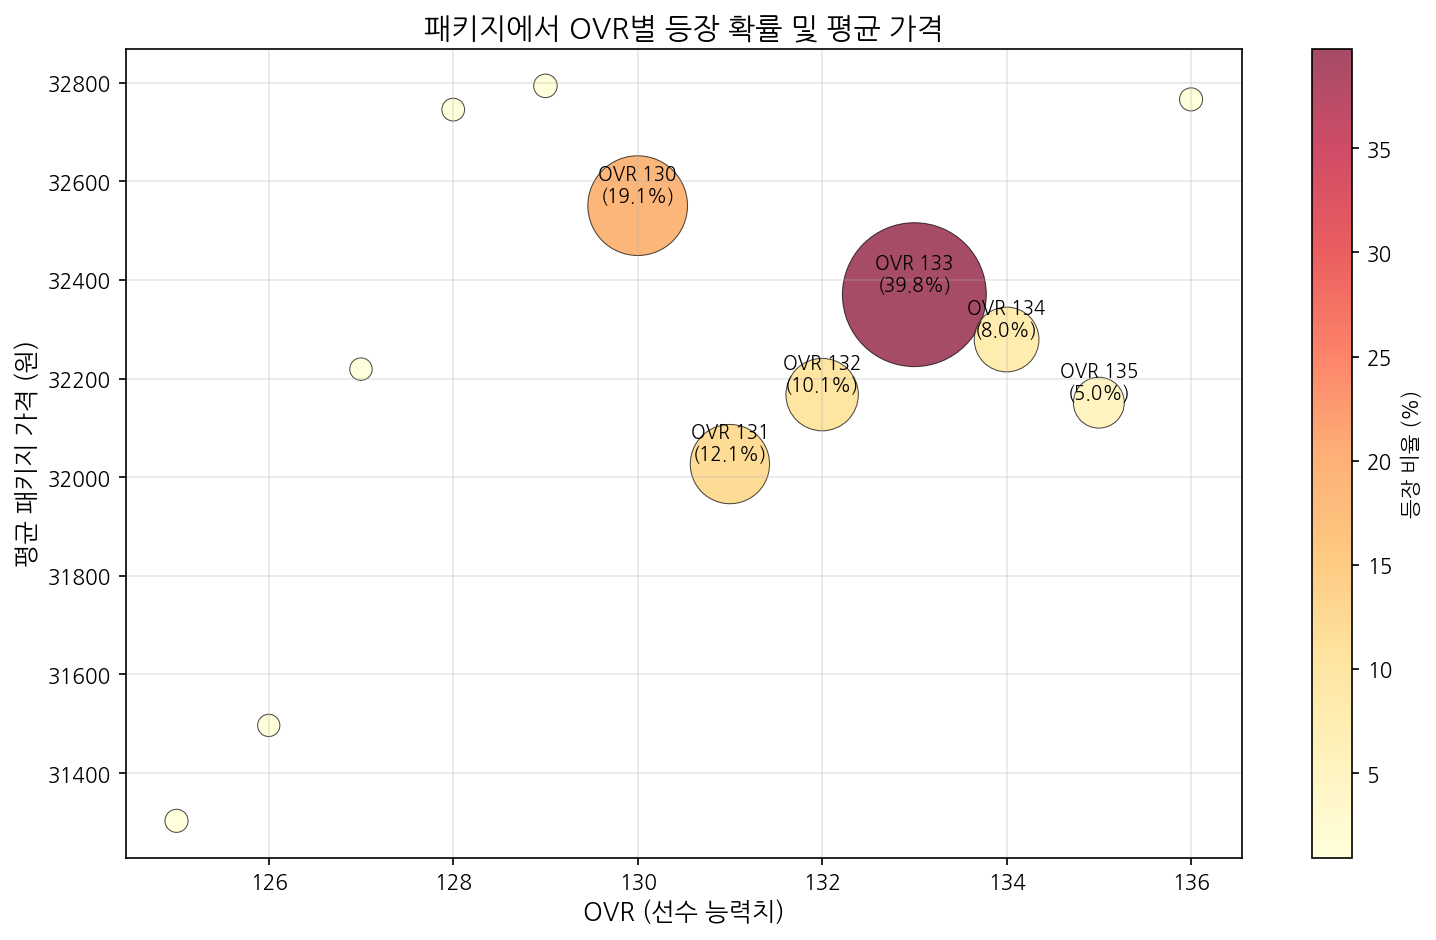 패키지에서 OVR별 등장 확률 및 평균 가격
평균 패키지 가격 (원)
32800
32600
32400
32200
32000
31800
31600
31400
OVR 130
(19.1%)
OVR 133
(39.8%)
OVR 134
(8.0%)
OVR 132
(10.1%)
OVR 135
(5.0%)
OVR 131
(12.1%)
126
128
130
132
134
136
OVR (선수 능력치)
35
30
25
20
15
10
5
등장 비율 (%)